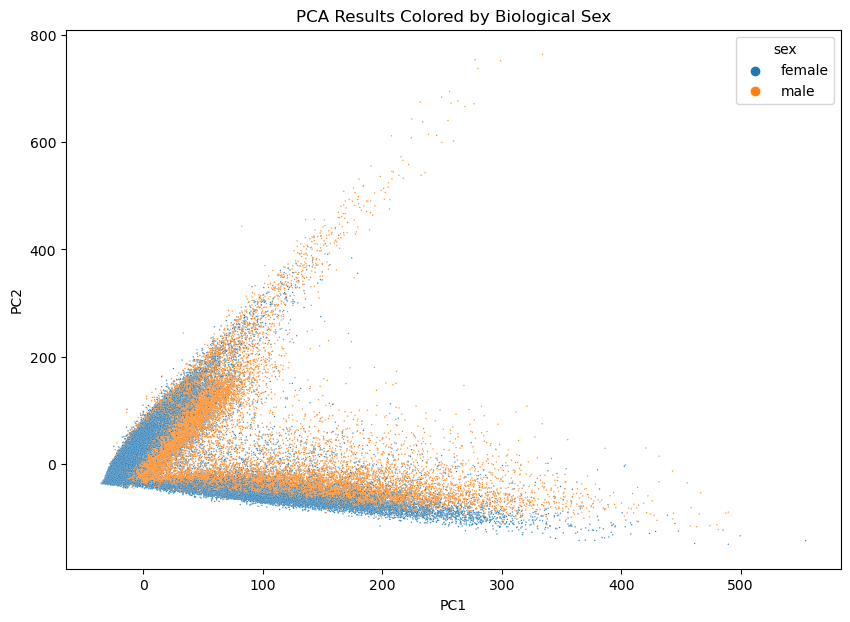 PCA Results Colored by Biological Sex
sex
female
male
800
600
400
200
0
PC2
0 100 200 300 400 500
PC1